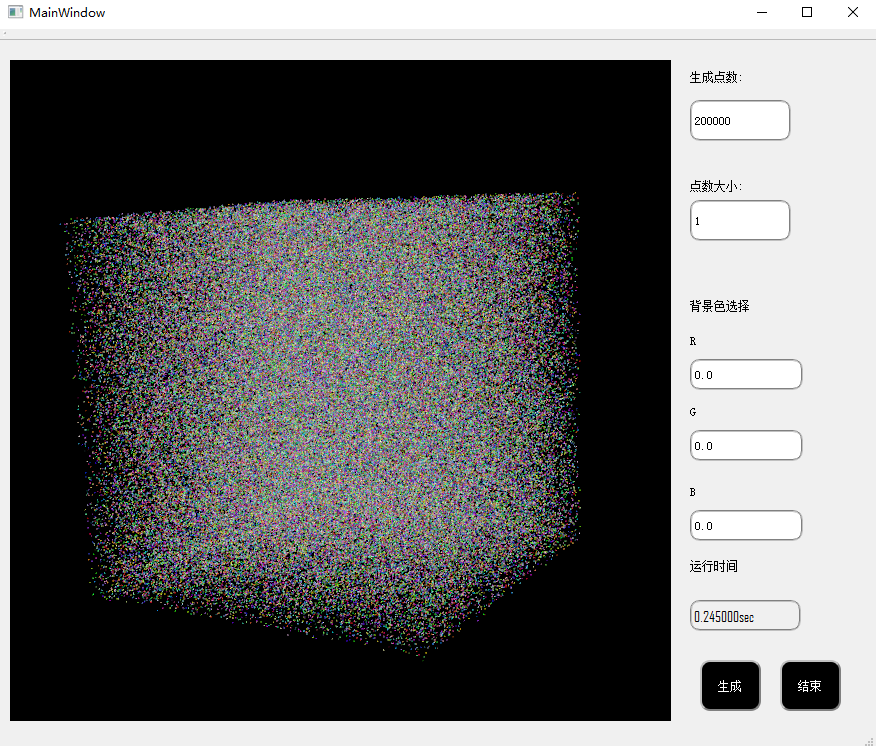 MainWindow
生成点数:
200000
点数大小:
1
背景色选择
R
0.0
G
0.0
B
0.0
运行时间
0.245000sec
生成
结束